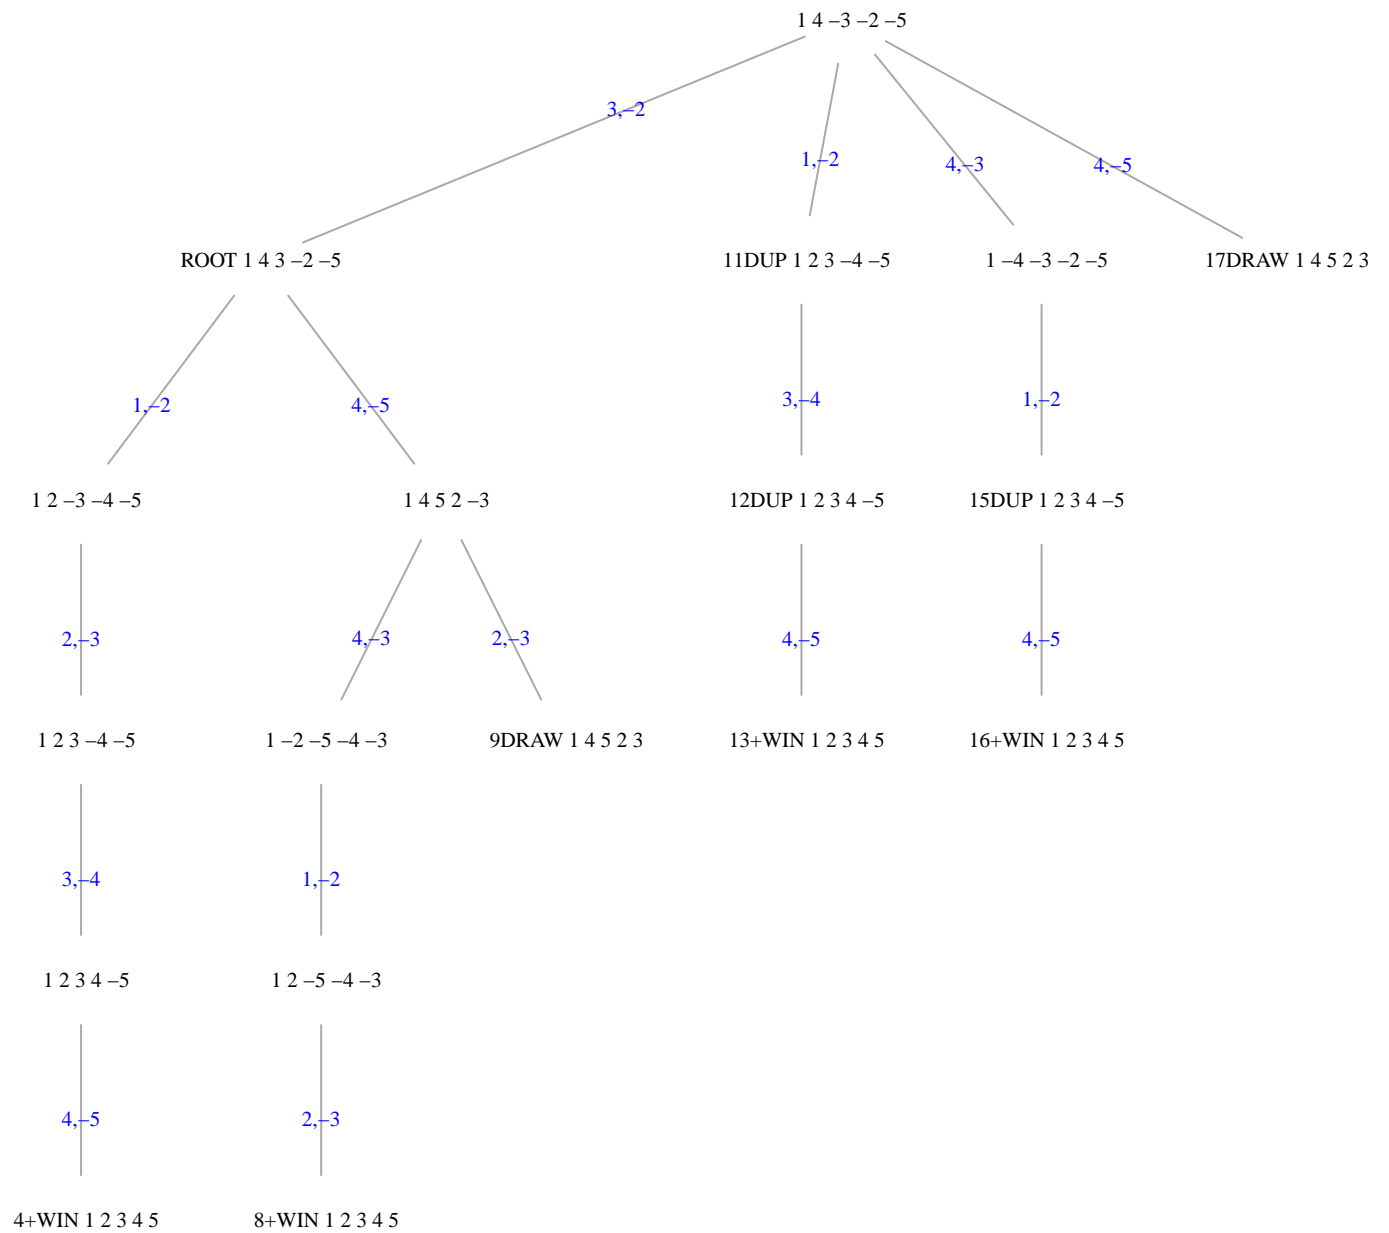 1 4 –3 –2 –5
3,–2
1,–2
4,–3
4,–5
ROOT 1 4 3 –2 –5
11DUP 1 2 3 –4 –5
1 –4 –3 –2 –5
17DRAW 1 4 5 2 3
1,–2
4,–5
3,–4
1,–2
1 2 –3 –4 –5
1 4 5 2 –3
12DUP 1 2 3 4 –5
15DUP 1 2 3 4 –5
2,–3
4,–3
2,–3
4,–5
4,–5
1 2 3 –4 –5
1 –2 –5 –4 –3
9DRAW 1 4 5 2 3
13+WIN 1 2 3 4 5
16+WIN 1 2 3 4 5
3,–4
1,–2
1 2 3 4 –5
1 2 –5 –4 –3
4,–5
2,–3
4+WIN 1 2 3 4 5
8+WIN 1 2 3 4 5